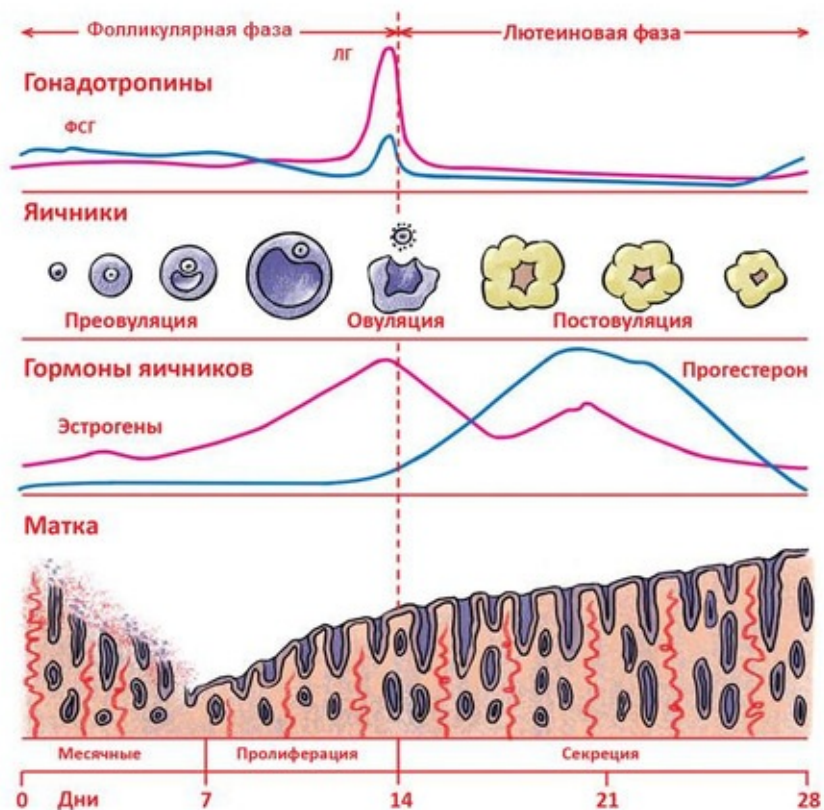 Фолликулярная фаза
Лютеиновая фаза
ЛГ
Гонадотропины
ФСГ
Яичники
Преовуляция
Овуляция
Постовуляция
Гормоны яичников
Прогестерон
Эстрогены
Матка
Месячные
Пролиферация
Секреция
0 Дни 7 14 21 28